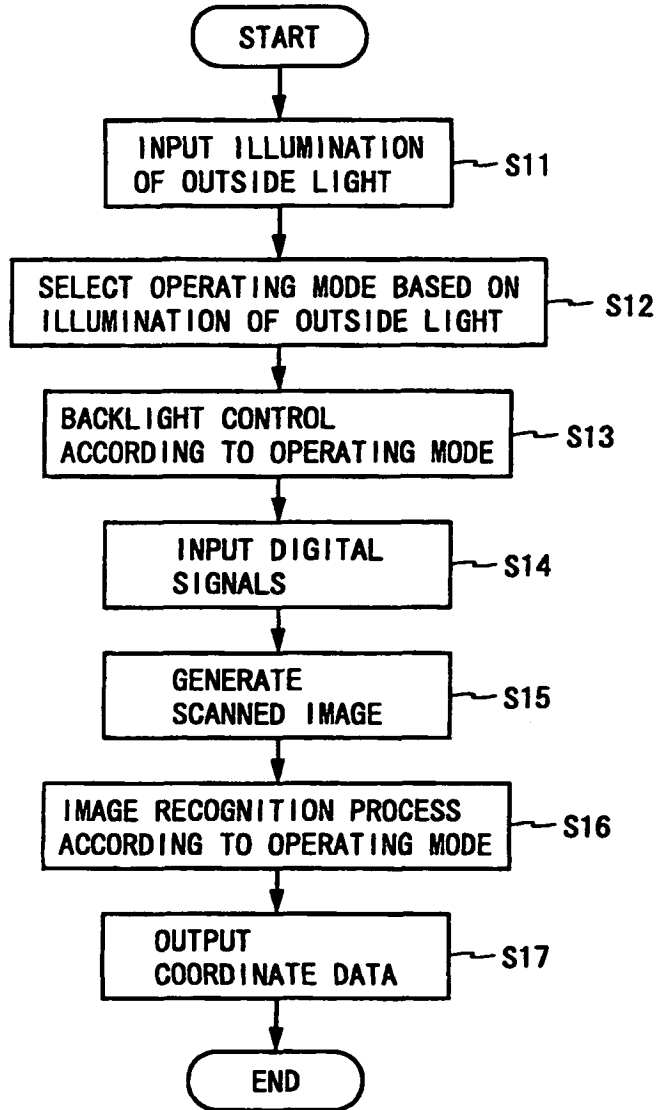 START
INPUT ILLUMINATION
OF OUTSIDE LIGHT
S11
SELECT OPERATING MODE BASED ON
ILLUMINATION OF OUTSIDE LIGHT
S12
BACKLIGHT CONTROL
ACCORDING TO OPERATING MODE
S13
INPUT DIGITAL
SIGNALS
S14
GENERATE
SCANNED IMAGE
S15
IMAGE RECOGNITION PROCESS
ACCORDING TO OPERATING MODE
S16
OUTPUT
COORDINATE DATA
S17
END